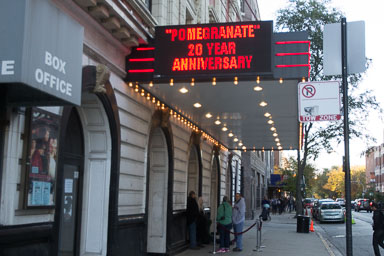 "POMEGRANATE"
20 YEAR
ANNIVERSARY
BOX
OFFICE
TOW ZONE